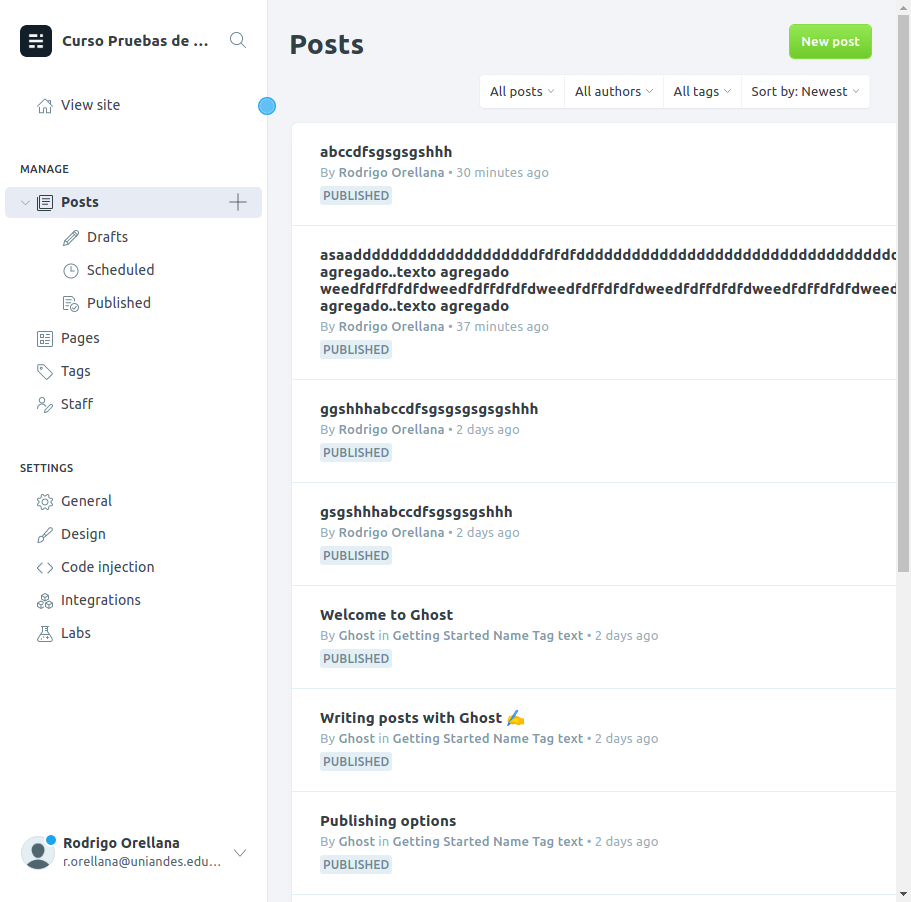 Curso Pruebas de ...
View site
MANAGE
Posts
Drafts
Scheduled
Published
Pages
Tags
Staff
SETTINGS
General
Design
Code injection
Integrations
Labs
Rodrigo Orellana
r.orellana@uniandes.edu...
Posts
New post
All posts
All authors
All tags
Sort by: Newest
abccdfsgsgsgshhh
By Rodrigo Orellana • 30 minutes ago
PUBLISHED
agregado..texto agregado
weedfdffdfdfdweedfdffdfdfdweedfdffdfdfdweedfdffdfdfdweedfdffdfdfdweed
agregado..texto agregado
By Rodrigo Orellana • 37 minutes ago
PUBLISHED
ggshhhabccdfsgsgsgsgsgshhh
By Rodrigo Orellana • 2 days ago
PUBLISHED
gsgshhhabccdfsgsgsgshhh
By Rodrigo Orellana • 2 days ago
PUBLISHED
Welcome to Ghost
By Ghost in Getting Started Name Tag text • 2 days ago
PUBLISHED
Writing posts with Ghost ✍️
By Ghost in Getting Started Name Tag text • 2 days ago
PUBLISHED
Publishing options
By Ghost in Getting Started Name Tag text • 2 days ago
PUBLISHED